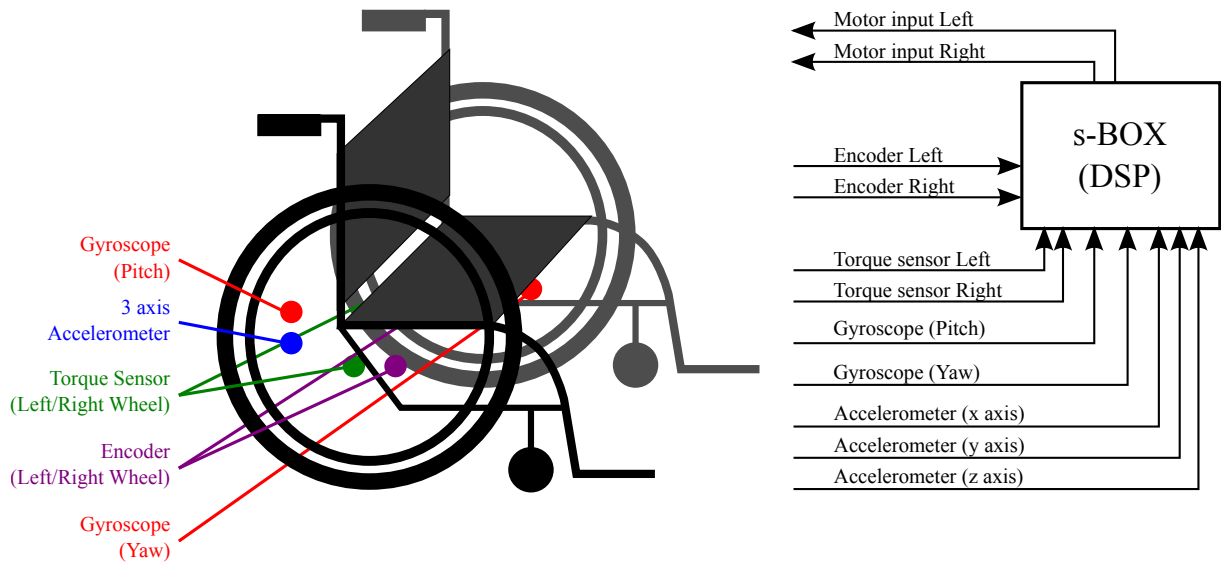 Gyroscope
(Pitch)
3 axis
Accelerometer
Torque Sensor
(Left/Right Wheel)
Encoder
(Left/Right Wheel)
Gyroscope
(Yaw)
Motor input Left
Motor input Right
s-BOX
(DSP)
Encoder Left
Encoder Right
Torque sensor Left
Torque sensor Right
Gyroscope (Pitch)
Gyroscope (Yaw)
Accelerometer (x axis)
Accelerometer (y axis)
Accelerometer (z axis)